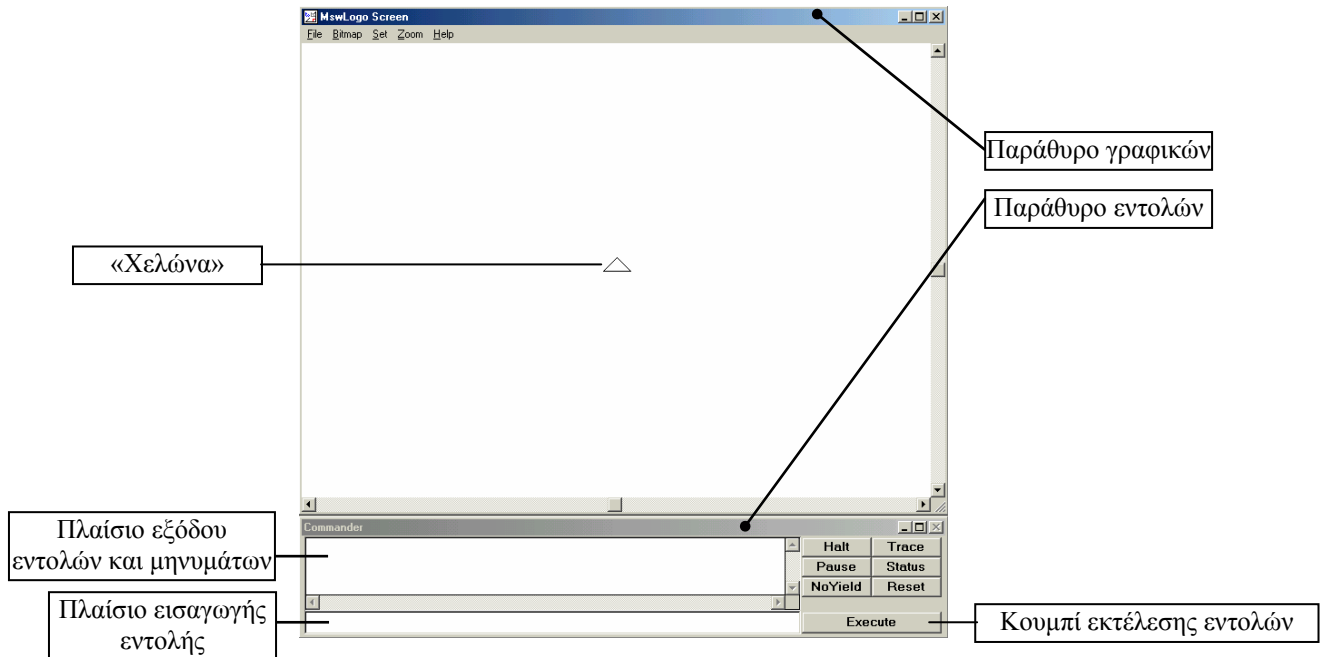 MswLogo Screen
File Bitmap Set Zoom Help
Παράθυρο γραφικών
Παράθυρο εντολών
«Χελώνα»
Πλαίσιο εξόδου
εντολών και μηνυμάτων
Commander
Halt Trace
Pause Status
NoYield Reset
Πλαίσιο εισαγωγής
εντολής
Execute
Κουμπί εκτέλεσης εντολών